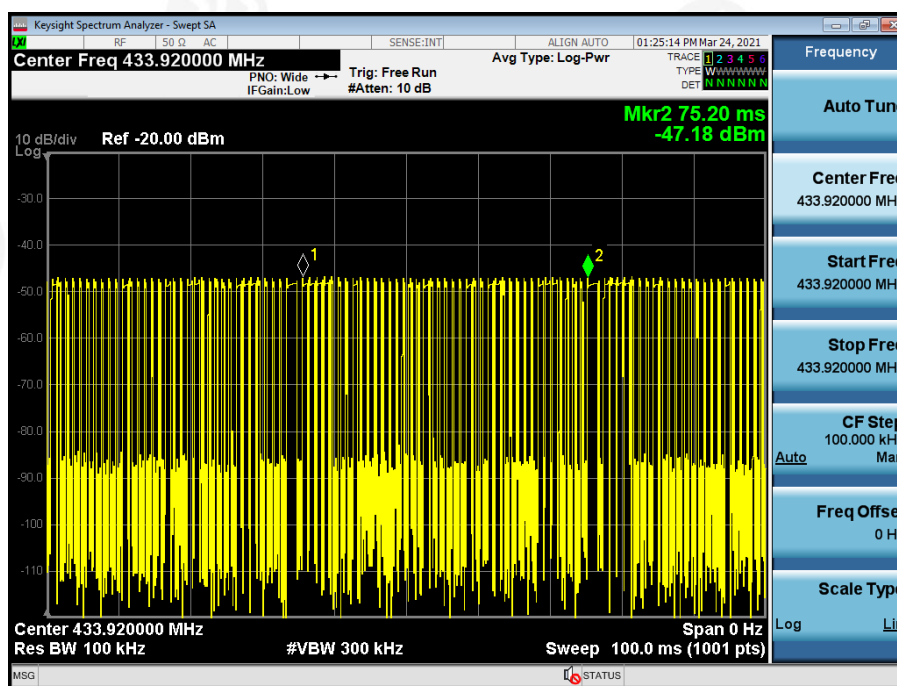 Keysight Spectrum Analyzer - Swept SA
LXI RF 50 Ω AC SENSE:INT ALIGN AUTO 01:25:14 PM Mar 24, 2021
Center Freq 433.920000 MHz
PNO: Wide
IFGain:Low
Trig: Free Run
#Atten: 10 dB
Avg Type: Log-Pwr
TRACE 1 2 3 4 5 6
TYPE WWWWWW
DET N N N N N N
Mkr2 75.20 ms
-47.18 dBm
10 dB/div Ref -20.00 dBm
Log
-30.0
-40.0
-50.0
-60.0
-70.0
-80.0
-90.0
-100
-110
1
2
Center 433.920000 MHz Span 0 Hz
Res BW 100 kHz #VBW 300 kHz Sweep 100.0 ms (1001 pts)
MSG STATUS
Frequency
Auto Tun
Center Fre
433.920000 MH
Start Fre
433.920000 MH
Stop Fre
433.920000 MH
CF Step
100.000 kH
Auto Ma
Freq Offse
0 H
Scale Type
Log Li